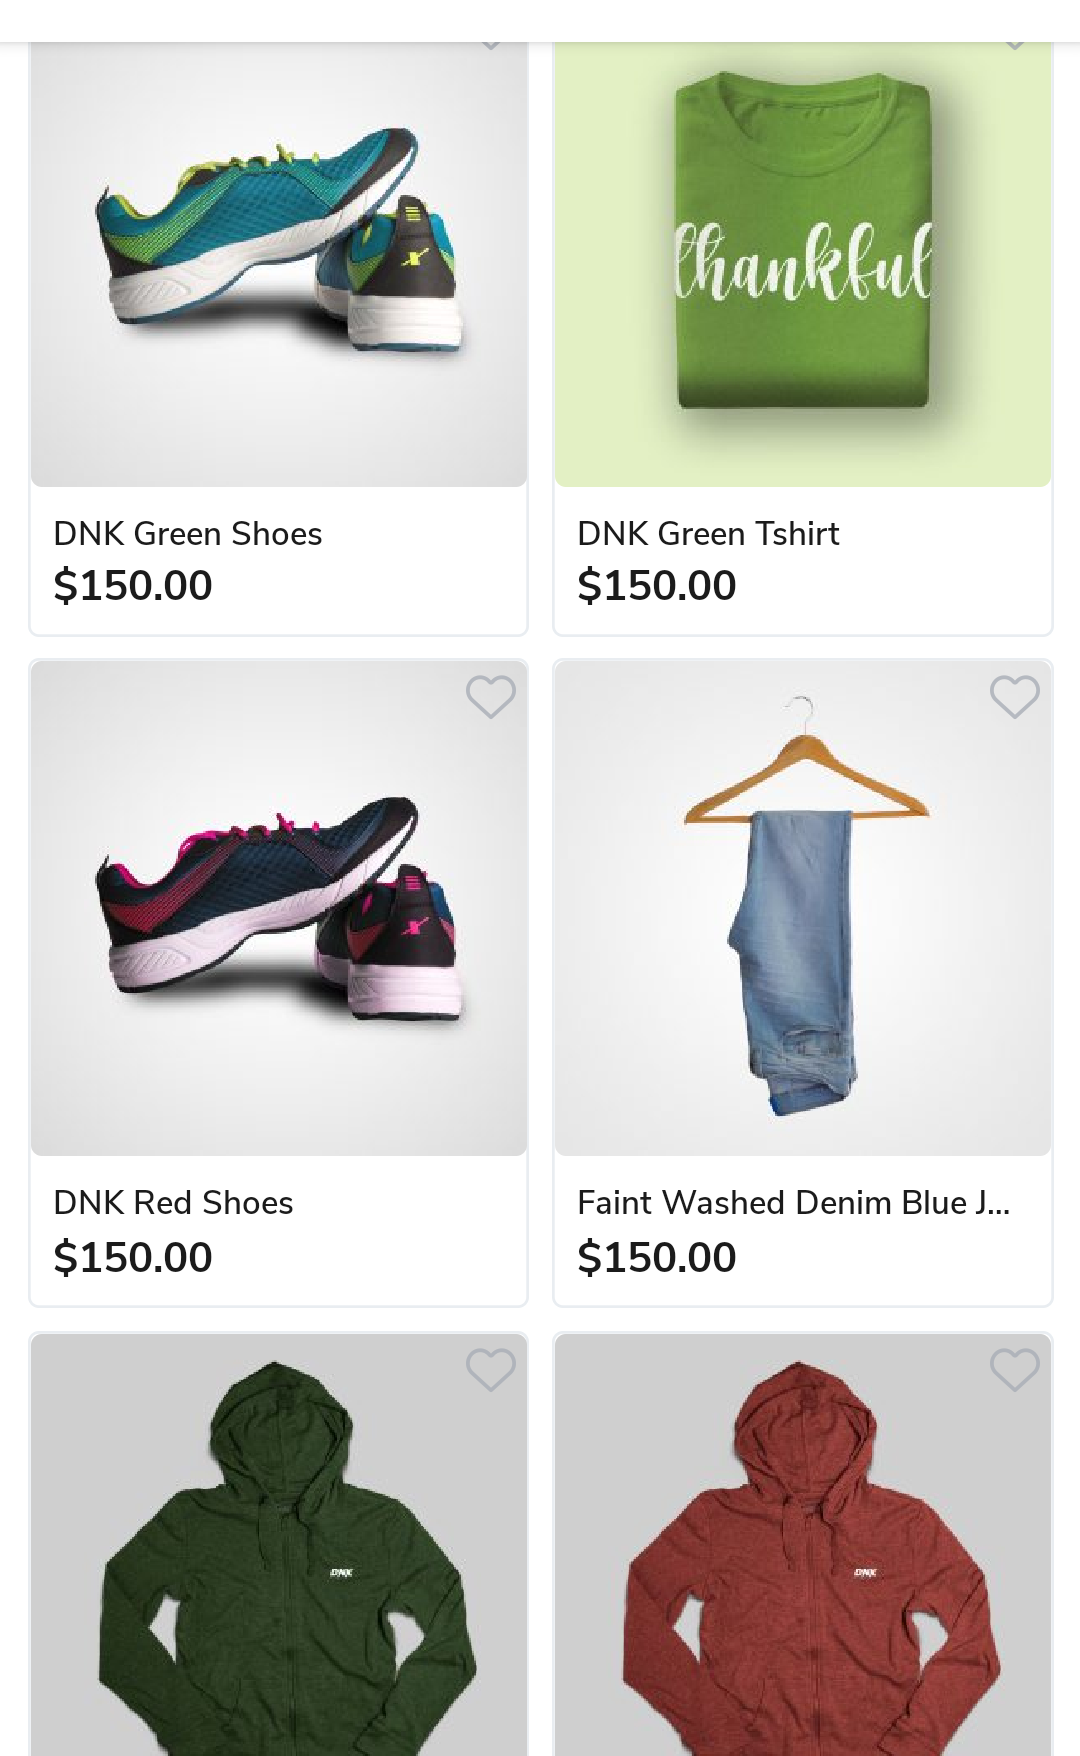 thankful
DNK Green Shoes
$150.00
DNK Green Tshirt
$150.00
DNK Red Shoes
$150.00
Faint Washed Denim Blue J...
$150.00
DNK
DNK